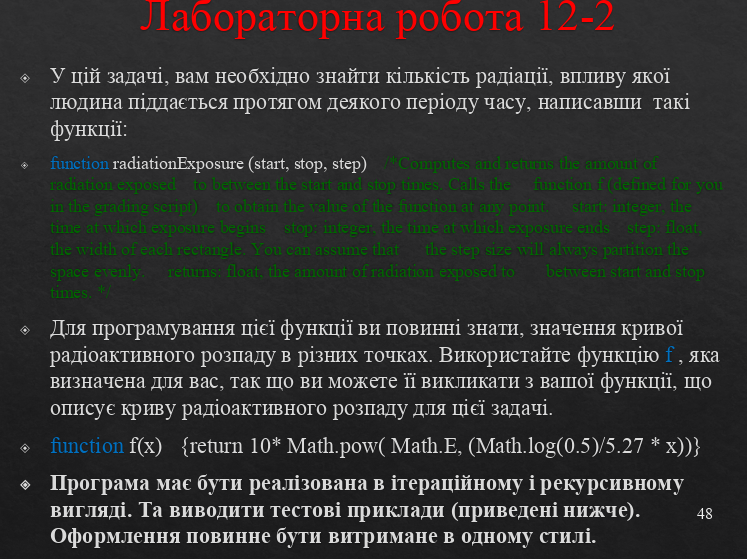 Лабораторна робота 12-2
У цій задачі, вам необхідно знайти кількість радіації, впливу якої
людина піддається протягом деякого періоду часу, написавши такі
функції:
function radiationExposure (start, stop, step) /*Computes and returns the amount of
radiation exposed to between the start and stop times. Calls the function f (defined for you
in the grading script) to obtain the value of the function at any point. start: integer, the
time at which exposure begins stop: integer, the time at which exposure ends step: float,
the width of each rectangle. You can assume that the step size will always partition the
space evenly. returns: float, the amount of radiation exposed to between start and stop
times. */
Для програмування цієї функції ви повинні знати, значення кривої
радіоактивного розпаду в різних точках. Використайте функцію f , яка
визначена для вас, так що ви можете її викликати з вашої функції, що
описує криву радіоактивного розпаду для цієї задачі.
function f(x) {return 10* Math.pow( Math.E, (Math.log(0.5)/5.27 * x))}
Програма має бути реалізована в ітераційному і рекурсивному
вигляді. Та виводити тестові приклади (приведені нижче).
Оформлення повинне бути витримане в одному стилі.
48